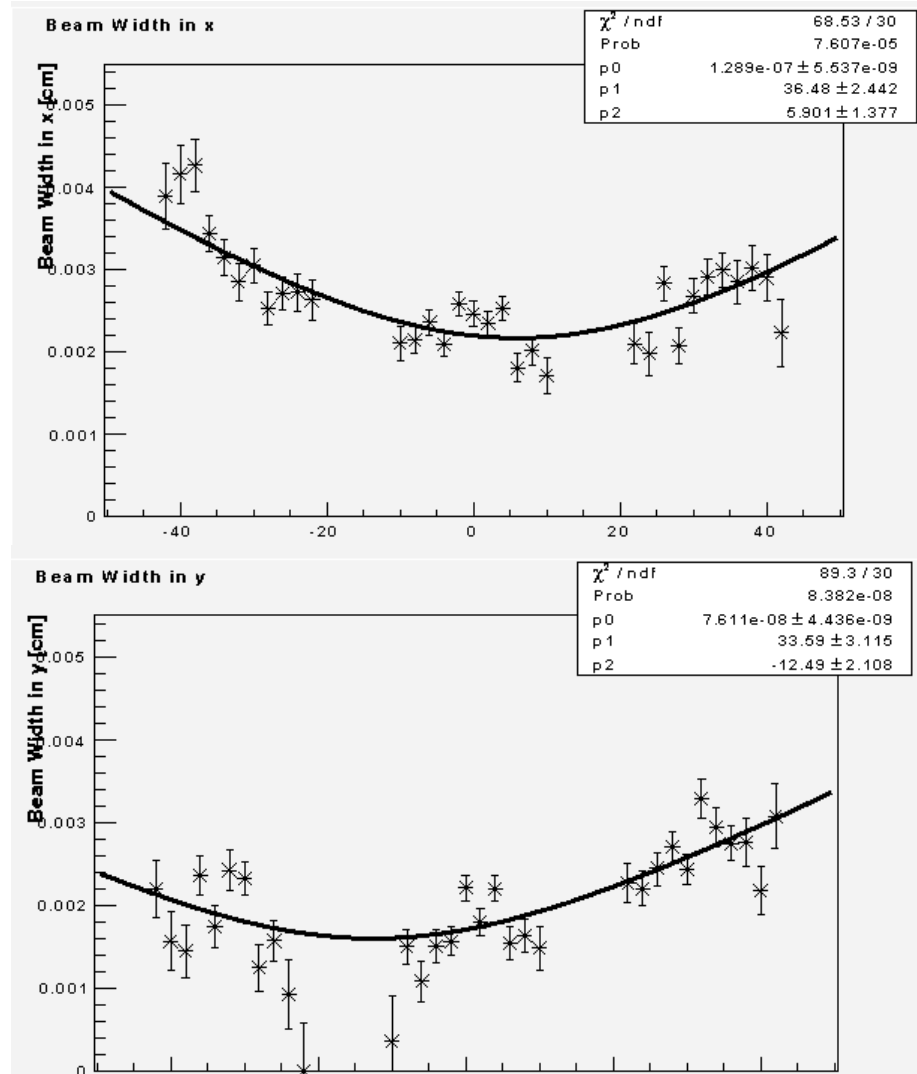 Beam Width in x
χ² / ndf 68.53 / 30
Prob 7.607e-05
p0 1.289e-07 ± 5.537e-09
p1 36.48 ± 2.442
p2 5.901 ± 1.377
Beam Width in x [cm]
0.005
0.004
0.003
0.002
0.001
0
-40 -20 0 20 40
Beam Width in y
χ² / ndf 89.3 / 30
Prob 8.382e-08
p0 7.611e-08 ± 4.436e-09
p1 33.59 ± 3.115
p2 -12.49 ± 2.108
Beam Width in y [cm]
0.005
0.004
0.003
0.002
0.001
0